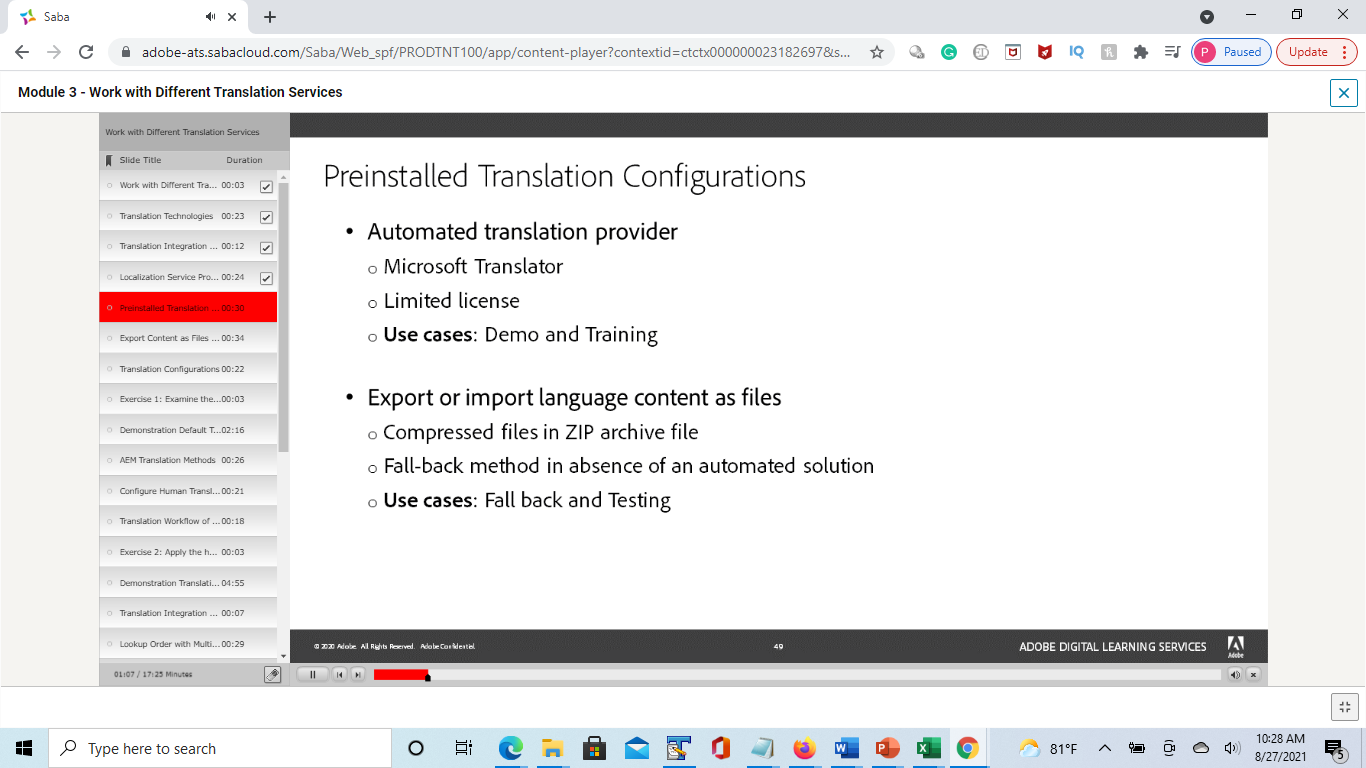 Saba
adobe-ats.sabacloud.com/Saba/Web_spf/PRODTNT100/app/content-player?contextid=ctctx0000000231826978&s...
IQ
P Paused
Update
Module 3 - Work with Different Translation Services
Work with Different Translation Services
Slide Title Duration
Work with Different Tra... 00:03
Translation Technologies 00:23
Translation Integration ... 00:12
Localization Service Pro... 00:24
Preinstalled Translation ... 00:30
Export Content as Files ... 00:34
Translation Configurations 00:22
Exercise 1: Examine the... 00:03
Demonstration Default T... 02:16
AEM Translation Methods 00:26
Configure Human Transl... 00:21
Translation Workflow of ... 00:18
Exercise 2: Apply the h... 00:03
Demonstration Translati... 04:55
Translation Integration ... 00:07
Lookup Order with Multi... 00:29
01:07 / 17:25 Minutes
Preinstalled Translation Configurations
• Automated translation provider
o Microsoft Translator
o Limited license
o Use cases: Demo and Training
• Export or import language content as files
o Compressed files in ZIP archive file
o Fall-back method in absence of an automated solution
o Use cases: Fall back and Testing
© 2020 Adobe. All Rights Reserved. Adobe Confidential.
49
ADOBE DIGITAL LEARNING SERVICES
Adobe
Type here to search
81°F
10:28 AM
8/27/2021
5